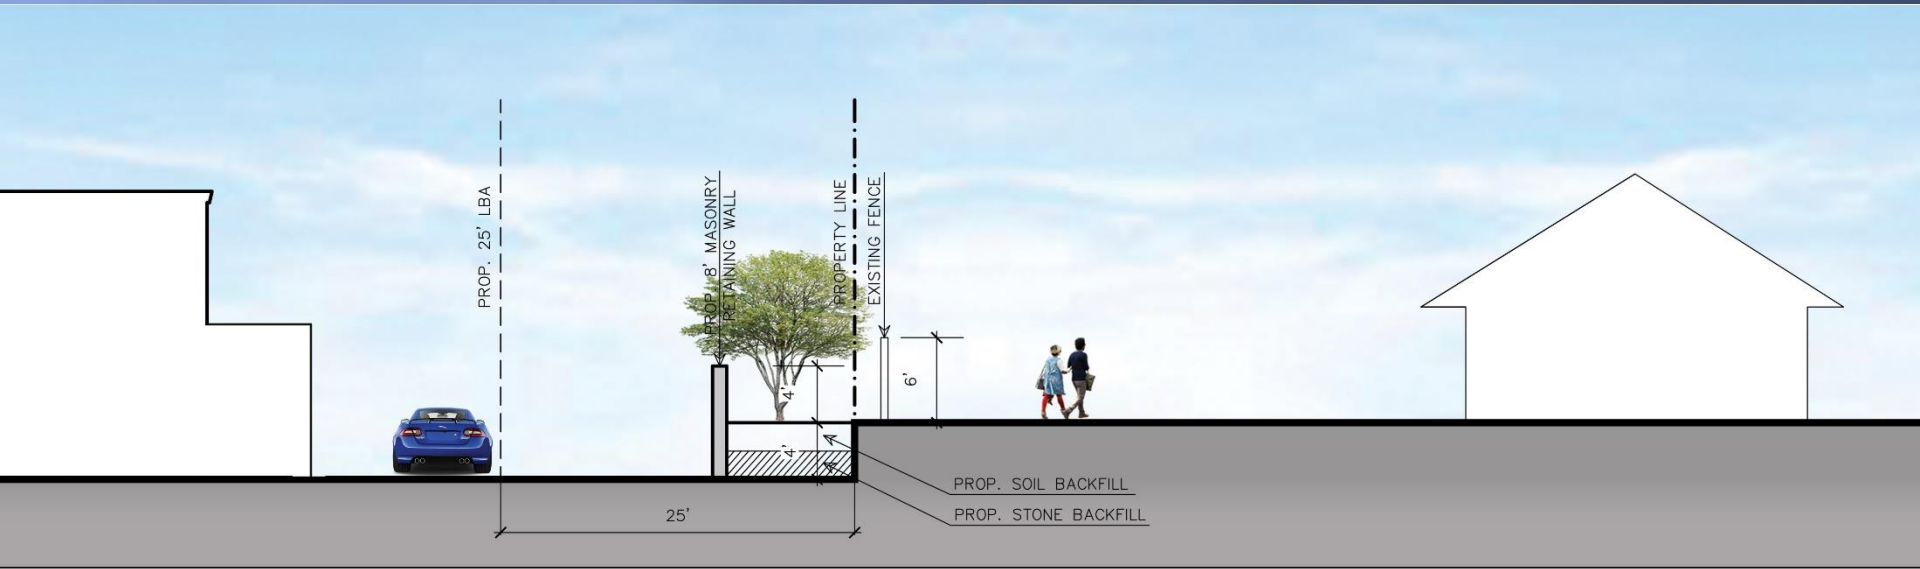 PROP. 25' LBA
PROP. 8' MASONRY
RETAINING WALL
PROPERTY LINE
EXISTING FENCE
4'
6'
4'
PROP. SOIL BACKFILL
PROP. STONE BACKFILL
25'